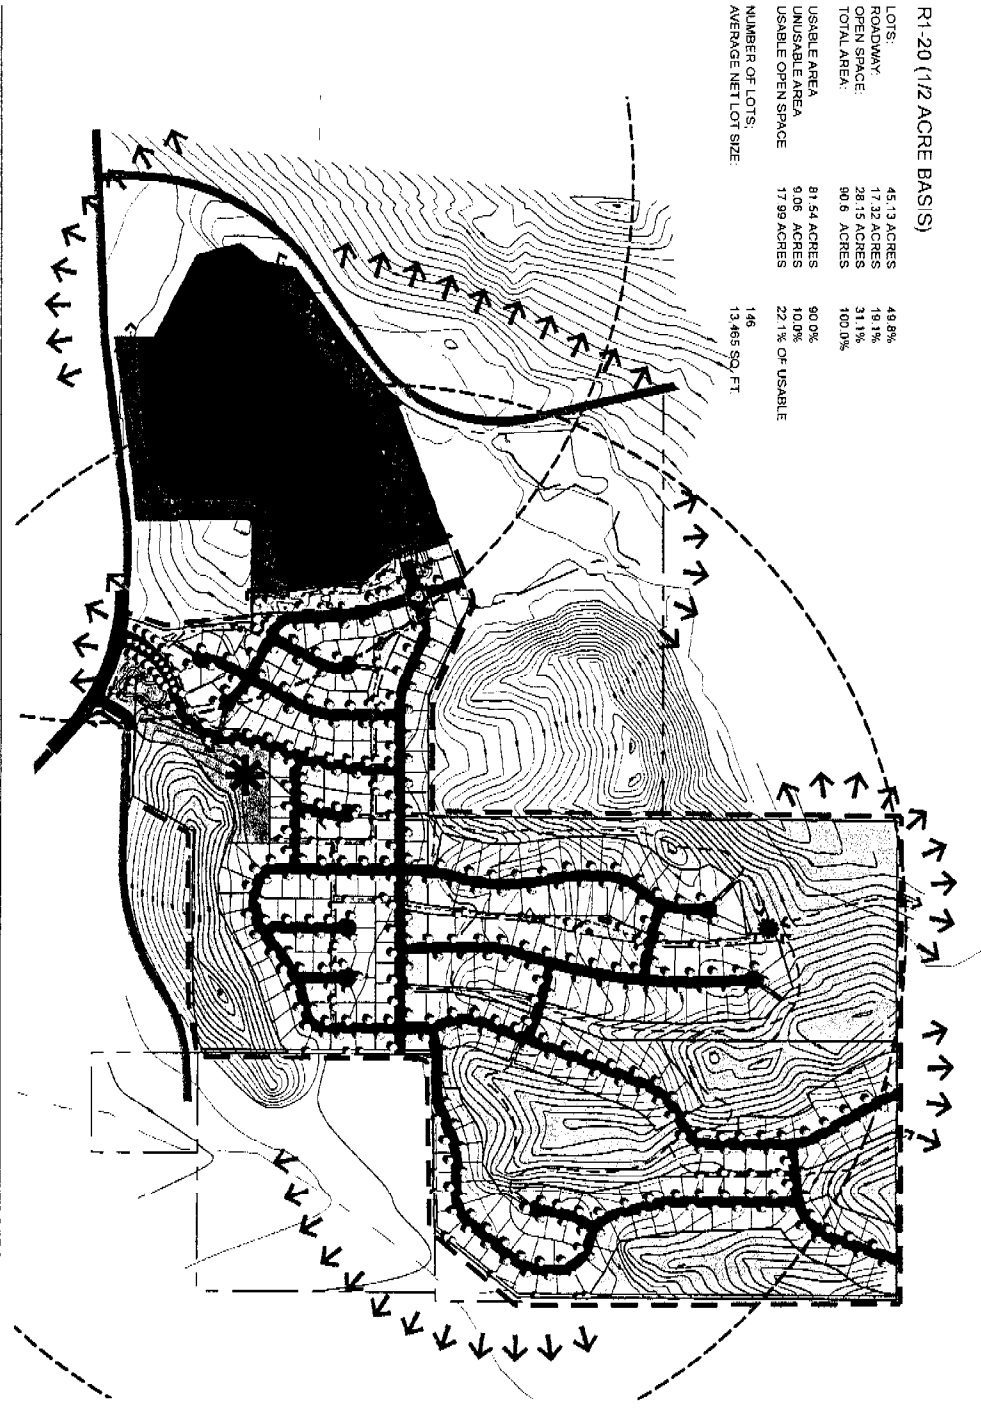 R1-20 (1/2 ACRE BASIS)
LOTS: 45.13 ACRES 49.8%
ROADWAY: 17.32 ACRES 19.1%
OPEN SPACE: 28.15 ACRES 31.1%
TOTAL AREA: 90.6 ACRES 100.0%
USABLE AREA 81.54 ACRES 90.0%
UNUSABLE AREA 9.06 ACRES 10.0%
USABLE OPEN SPACE 17.99 ACRES 22.1% OF USABLE
NUMBER OF LOTS: 146
AVERAGE NET LOT SIZE: 13,465 SQ. FT.